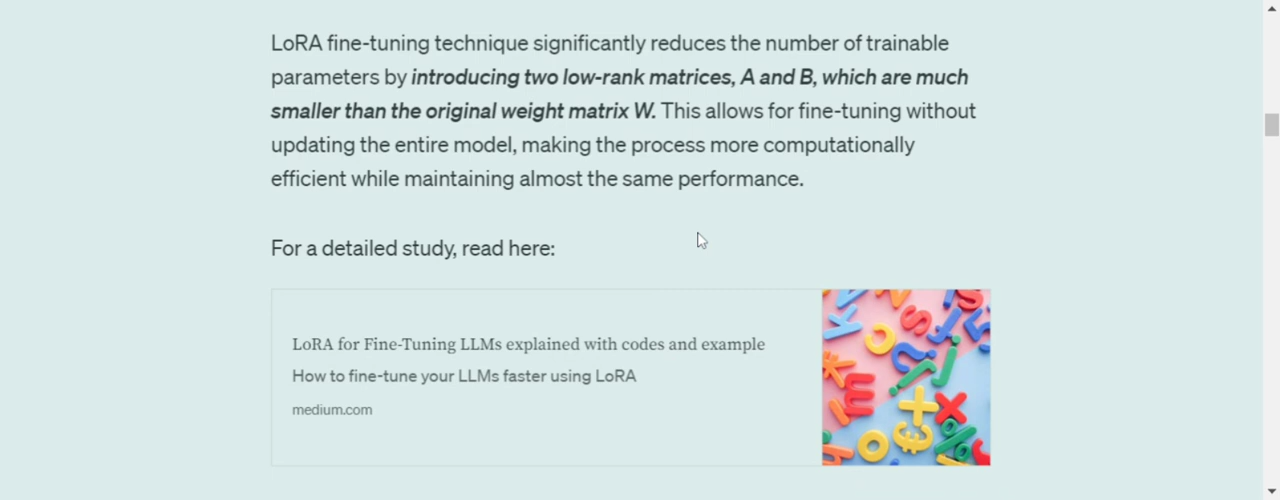 LoRA fine-tuning technique significantly reduces the number of trainable
parameters by introducing two low-rank matrices, A and B, which are much
smaller than the original weight matrix W. This allows for fine-tuning without
updating the entire model, making the process more computationally
efficient while maintaining almost the same performance.
For a detailed study, read here:
LoRA for Fine-Tuning LLMs explained with codes and example
How to fine-tune your LLMs faster using LoRA
medium.com